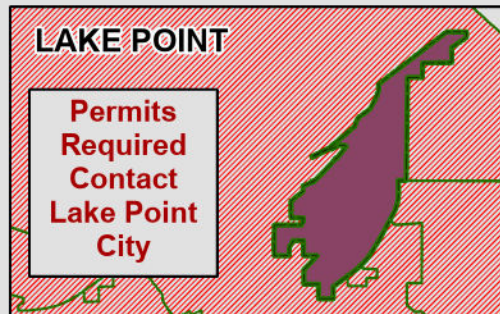 LAKE POINT
Permits
Required
Contact
Lake Point
City